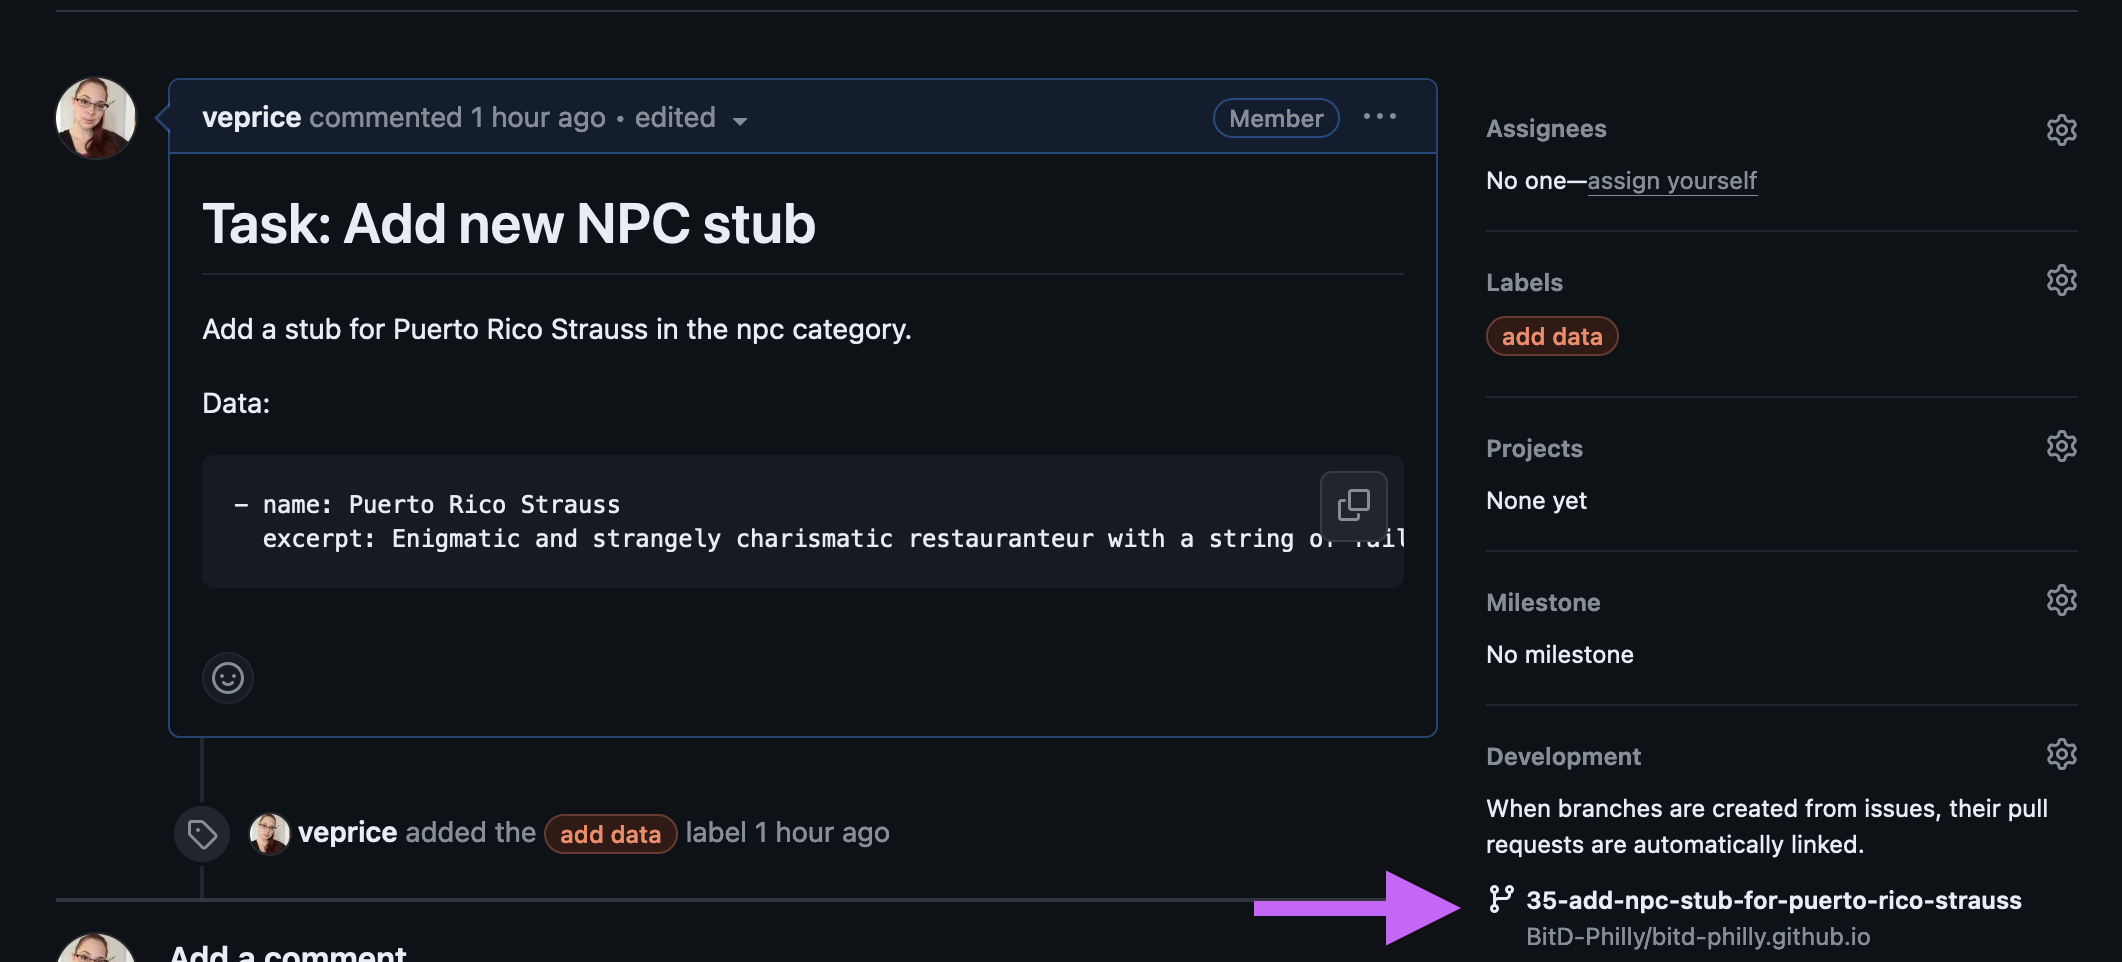 veprice commented 1 hour ago • edited
Member
Task: Add new NPC stub
Add a stub for Puerto Rico Strauss in the npc category.
Data:
– name: Puerto Rico Strauss
excerpt: Enigmatic and strangely charismatic restauranteur with a string
veprice added the add data label 1 hour ago
Add a comment
Assignees
No one—assign yourself
Labels
add data
Projects
None yet
Milestone
No milestone
Development
When branches are created from issues, their pull
requests are automatically linked.
35-add-npc-stub-for-puerto-rico-strauss
BitD-Philly/bitd-philly.github.io